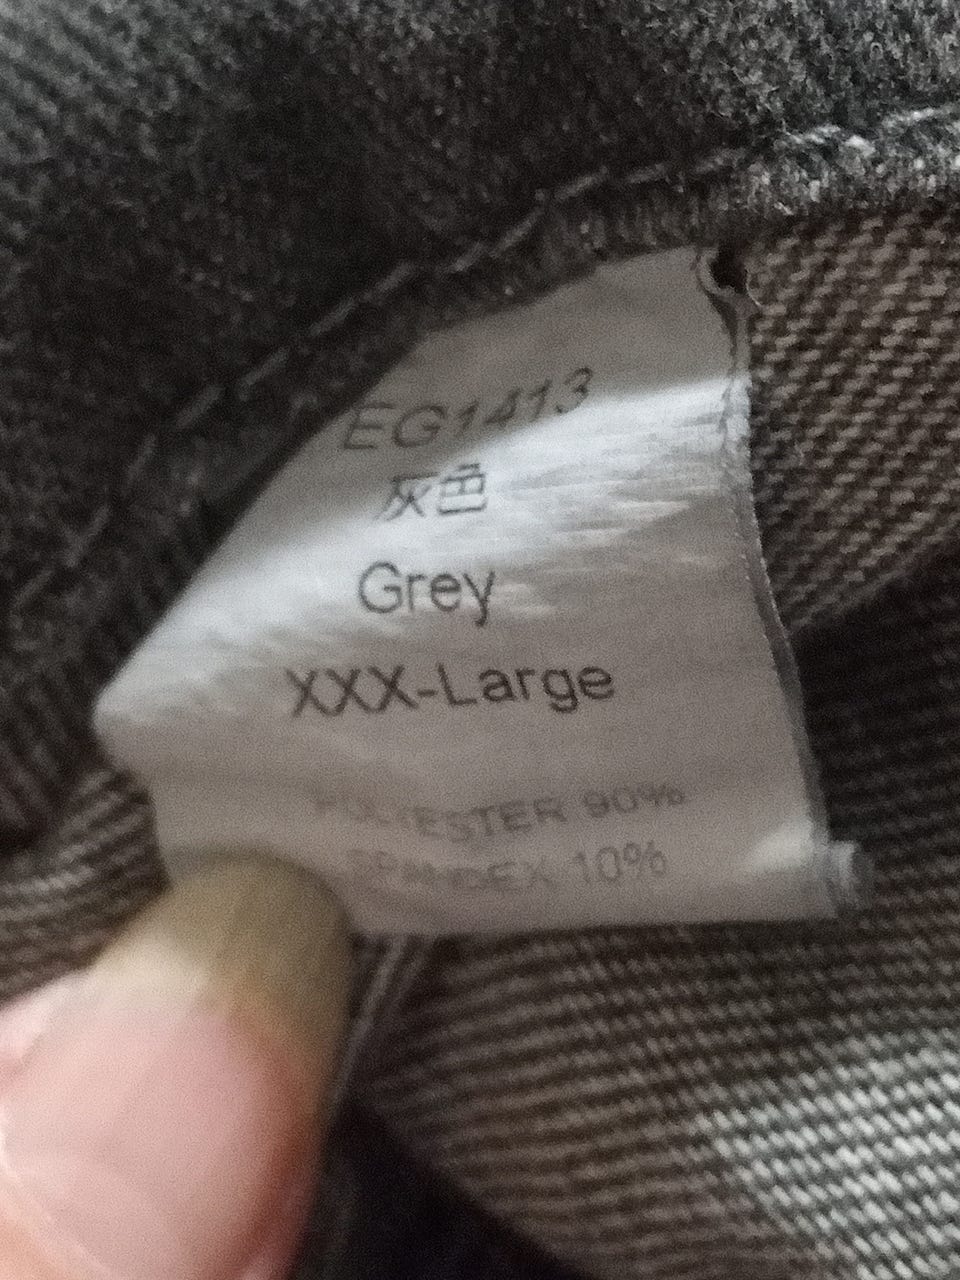 EG1413
灰色
Grey
XXX-Large
POLYESTER 90%
SPANDEX 10%